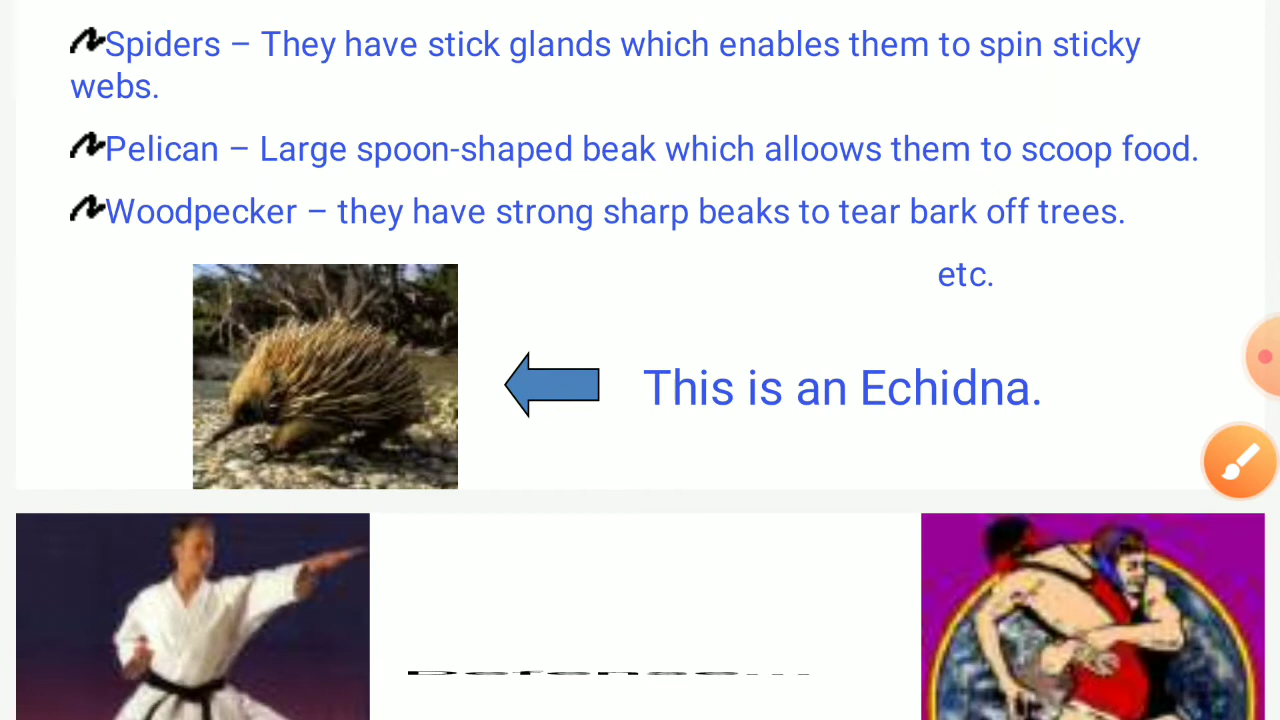 Spiders – They have stick glands which enables them to spin sticky
webs.
Pelican – Large spoon-shaped beak which alloows them to scoop food.
Woodpecker – they have strong sharp beaks to tear bark off trees.
etc.
This is an Echidna.
Defense...